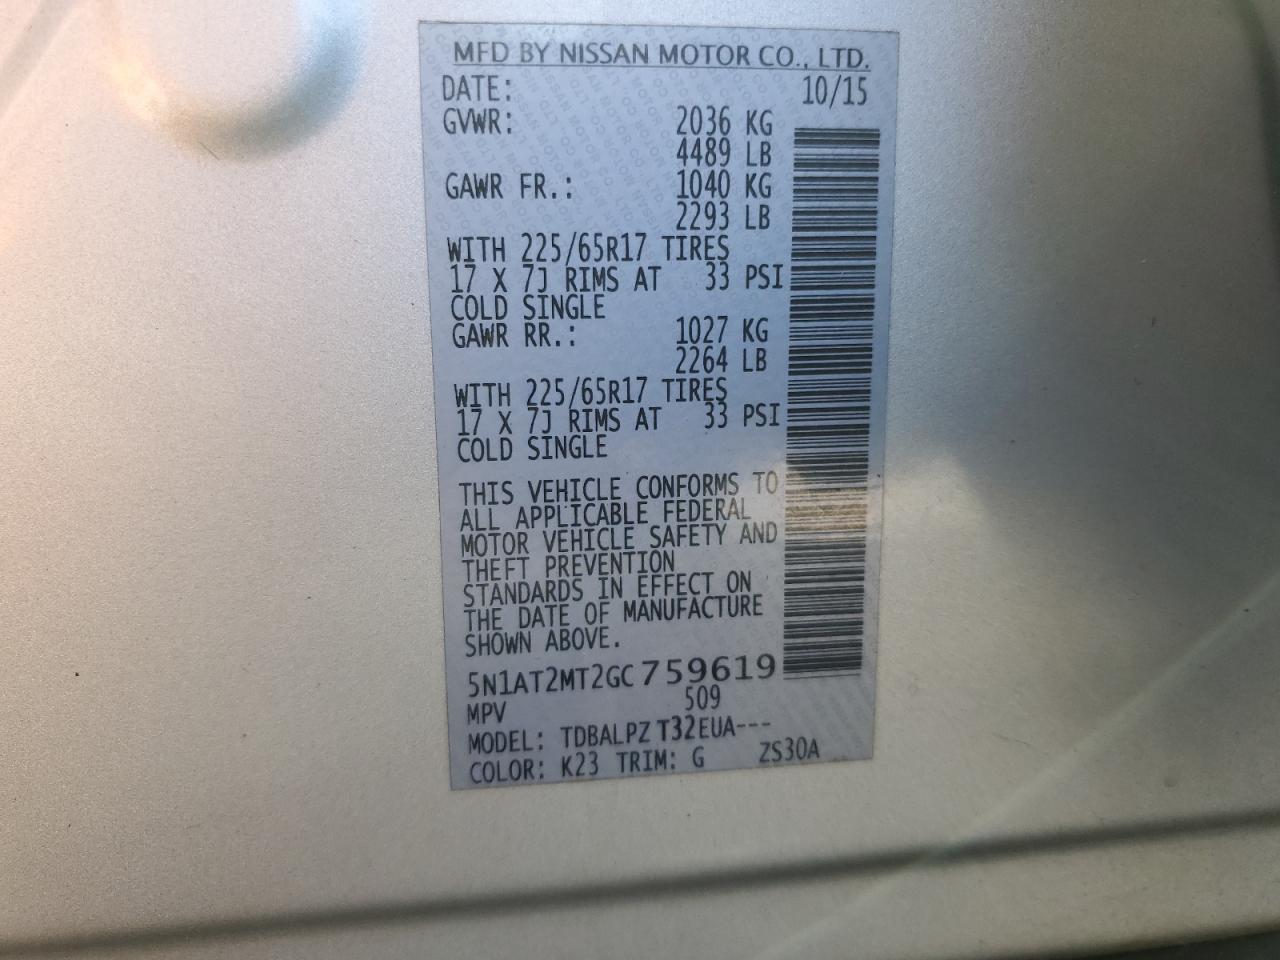 MFD BY NISSAN MOTOR CO., LTD.
DATE: 10/15
GVWR: 2036 KG
4489 LB
GAWR FR.: 1040 KG
2293 LB
WITH 225/65R17 TIRES
17 X 7J RIMS AT 33 PSI
COLD SINGLE
GAWR RR.: 1027 KG
2264 LB
WITH 225/65R17 TIRES
17 X 7J RIMS AT 33 PSI
COLD SINGLE
THIS VEHICLE CONFORMS TO
ALL APPLICABLE FEDERAL
MOTOR VEHICLE SAFETY AND
THEFT PREVENTION
STANDARDS IN EFFECT ON
THE DATE OF MANUFACTURE
SHOWN ABOVE.
5N1AT2MT2GC759619
MPV 509
MODEL: TDBALPZ T32EUA---
COLOR: K23 TRIM: G ZS30A